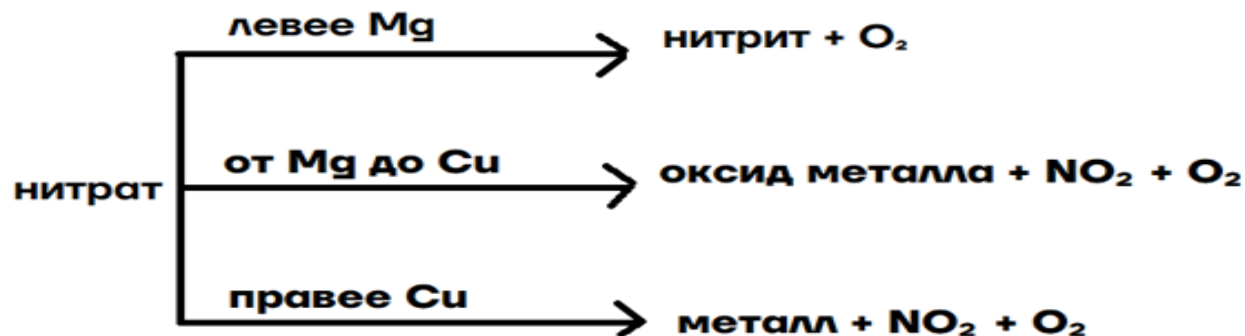 левее Mg
нитрит + O₂
от Mg до Cu
нитрат
оксид металла + NO₂ + O₂
правее Cu
металл + NO₂ + O₂